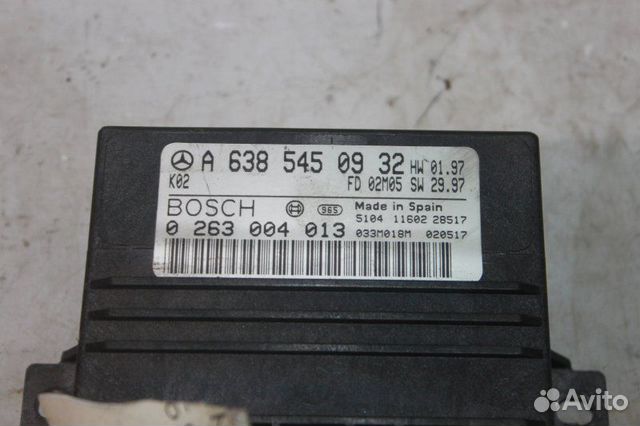 A 638 545 09 32 HW 01.97
K02 FD 02M05 SW 29.97
BOSCH 965 Made in Spain
5104 11602 28517
0 263 004 013 033M018M 020517
Avito